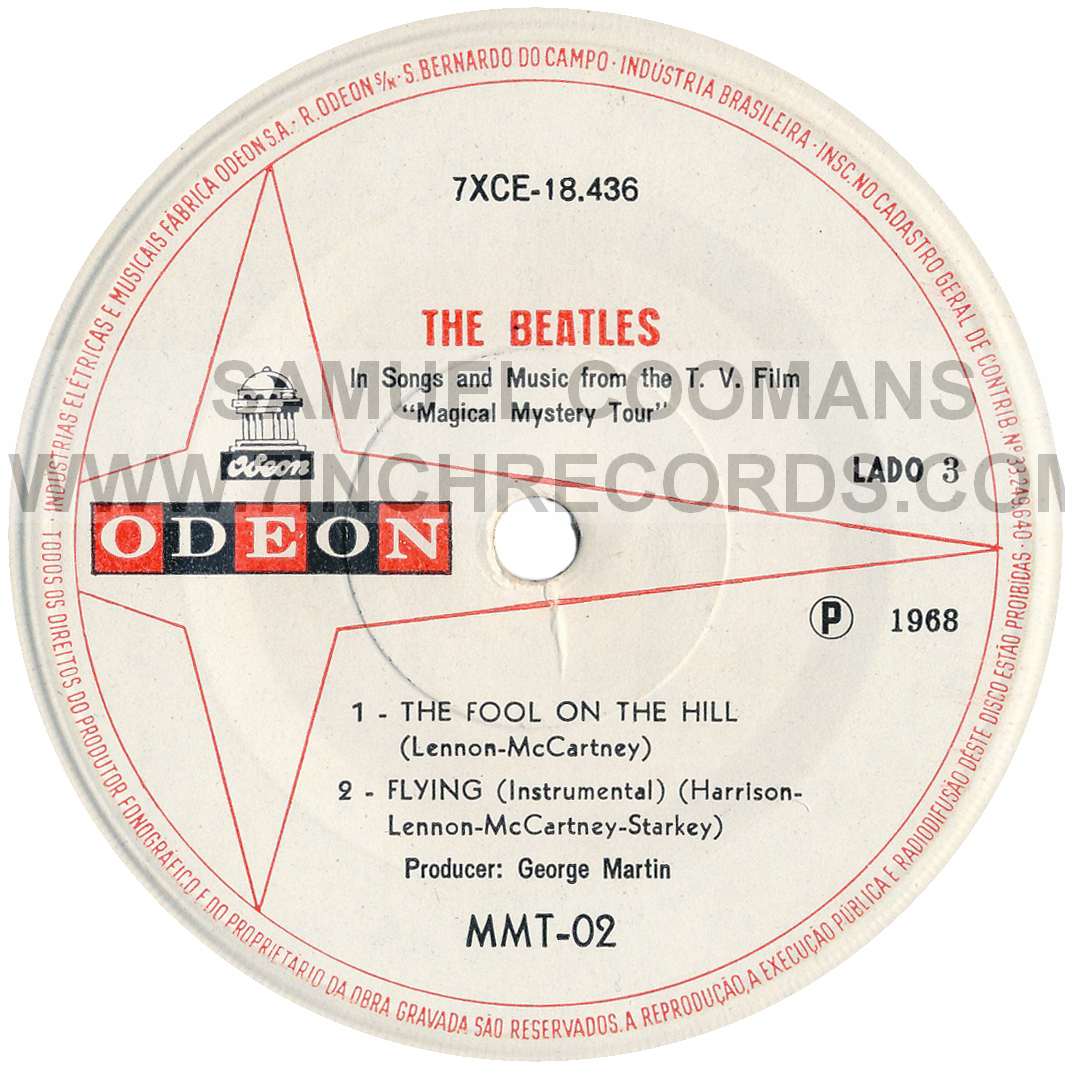 INDÚSTRIAS ELÉTRICAS E MUSICAIS FÁBRICA ODEON S.A. · R. ODEON S/N · S. BERNARDO DO CAMPO · INDÚSTRIA BRASILEIRA · INSC. NO CADASTRO GERAL DE CONTRIB. Nº
7XCE-18.436
THE BEATLES
In Songs and Music from the T. V. Film
"Magical Mystery Tour"
SAMUEL COOMANS
WWW.7INCHRECORDS.COM
Odeon
LADO 3
ODEON
P 1968
1 - THE FOOL ON THE HILL
(Lennon-McCartney)
2 - FLYING (Instrumental) (Harrison-
Lennon-McCartney-Starkey)
Producer: George Martin
MMT-02
TODOS OS DIREITOS DO PRODUTOR FONOGRÁFICO E DO PROPRIETÁRIO DA OBRA GRAVADA SÃO RESERVADOS. A REPRODUÇÃO, A EXECUÇÃO PÚBLICA E RADIODIFUSÃO DÊSTE DISCO ESTÃO PROIBIDAS ·